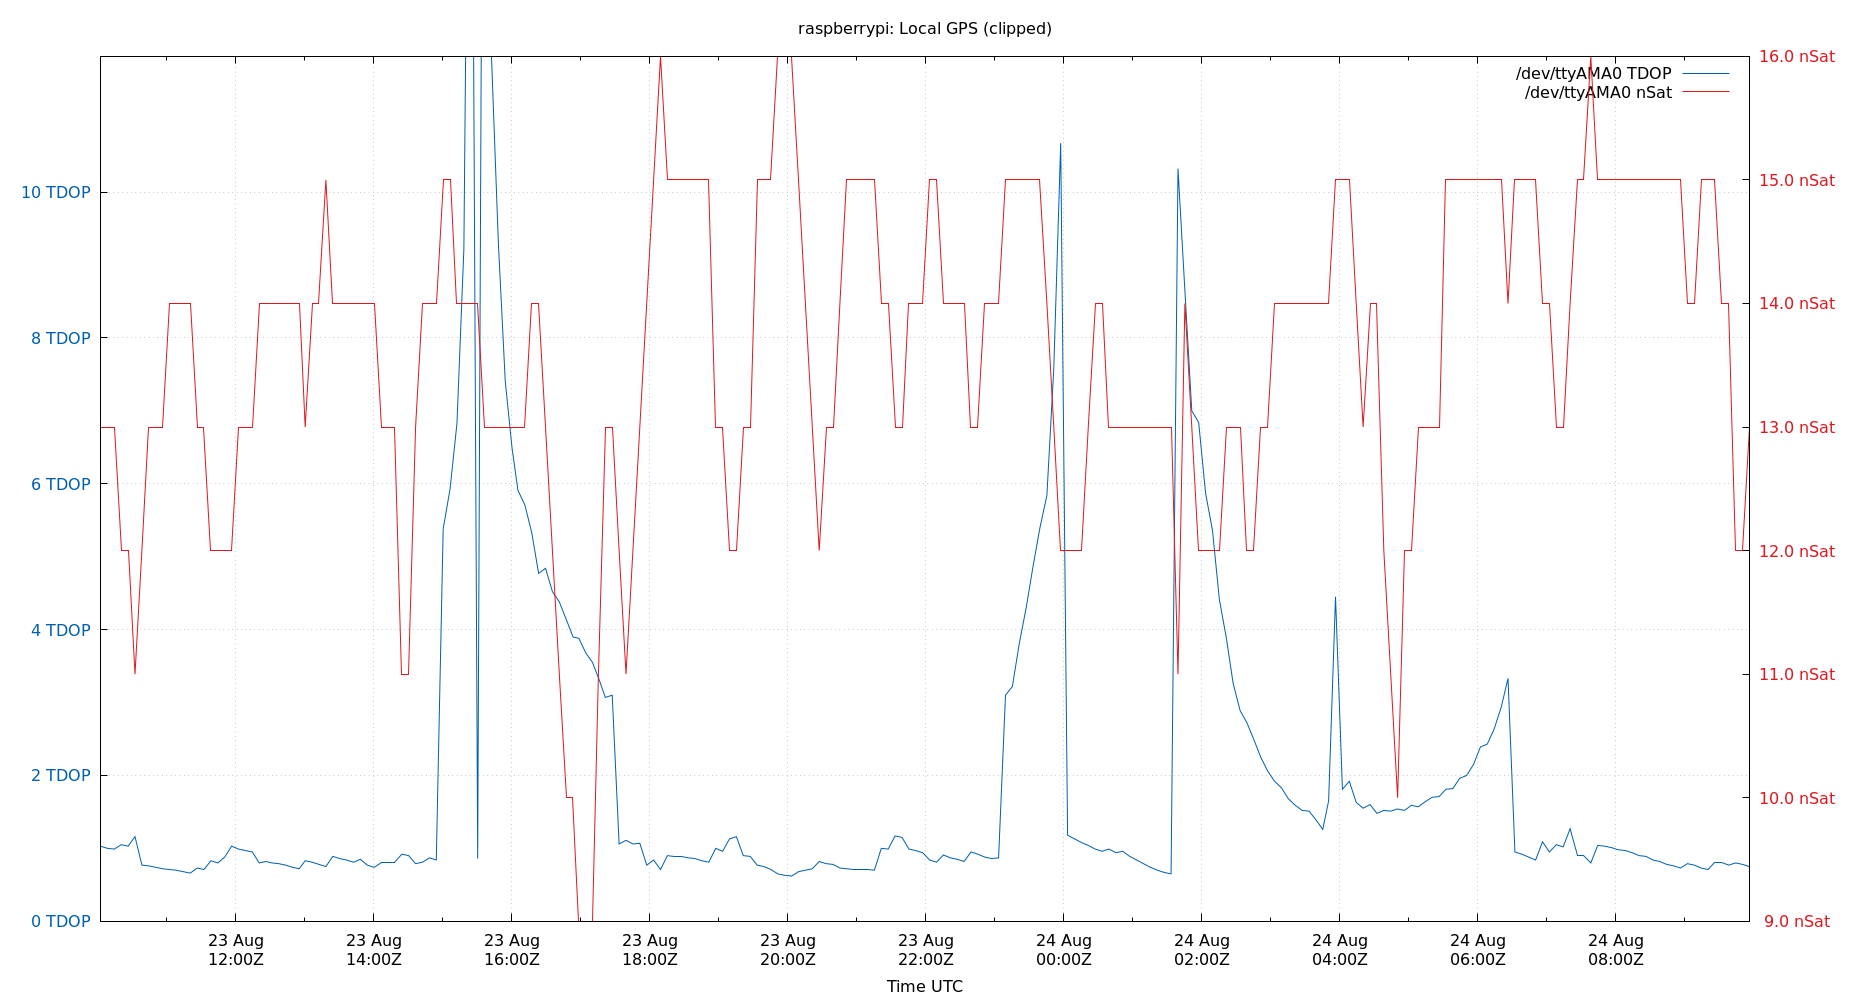 raspberrypi: Local GPS (clipped)
/dev/ttyAMA0 TDOP
/dev/ttyAMA0 nSat
10 TDOP
8 TDOP
6 TDOP
4 TDOP
2 TDOP
0 TDOP
16.0 nSat
15.0 nSat
14.0 nSat
13.0 nSat
12.0 nSat
11.0 nSat
10.0 nSat
9.0 nSat
23 Aug
12:00Z
23 Aug
14:00Z
23 Aug
16:00Z
23 Aug
18:00Z
23 Aug
20:00Z
23 Aug
22:00Z
24 Aug
00:00Z
24 Aug
02:00Z
24 Aug
04:00Z
24 Aug
06:00Z
24 Aug
08:00Z
Time UTC